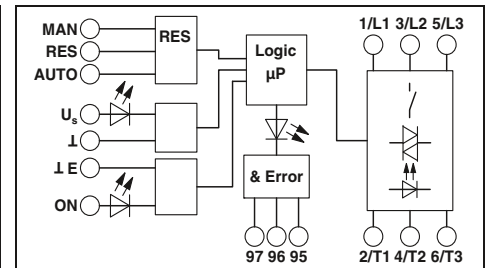 MAN
RES
AUTO
RES
Logic
µP
1/L1 3/L2 5/L3
Us
⊥
⊥ E
ON
& Error
97 96 95
2/T1 4/T2 6/T3